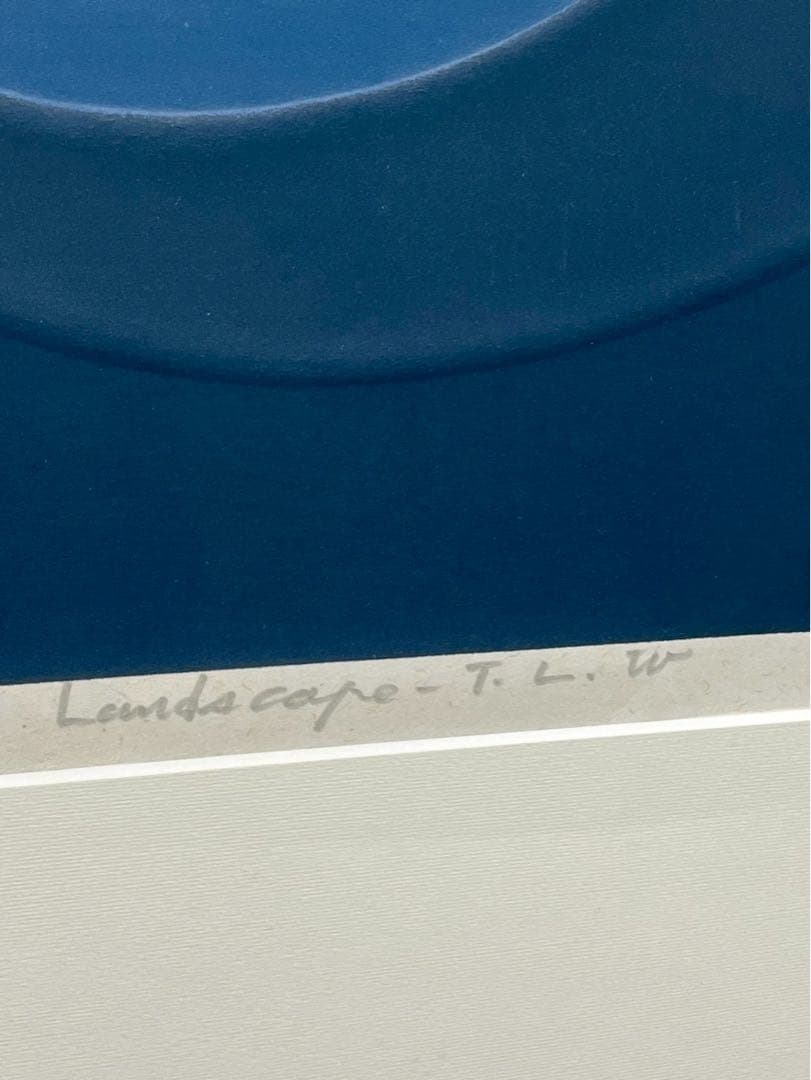 Landscape - T. L. W